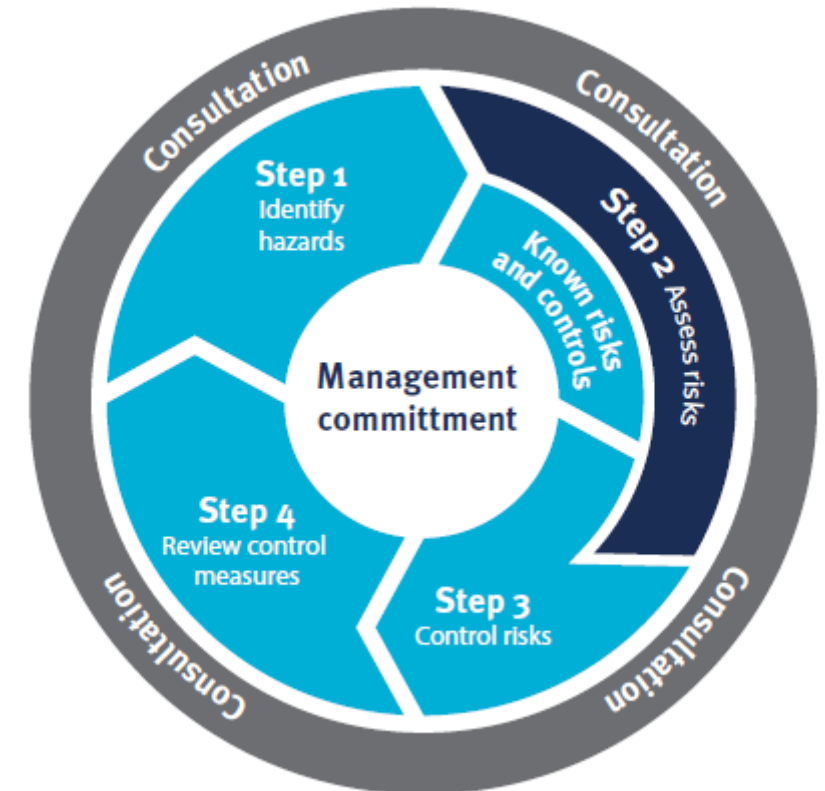 Consultation
Consultation
Step 1
Identify
hazards
Step 2 Assess risks
Known risks
and controls
Management
committment
Step 4
Review control
measures
Step 3
Control risks
Consultation
Consultation